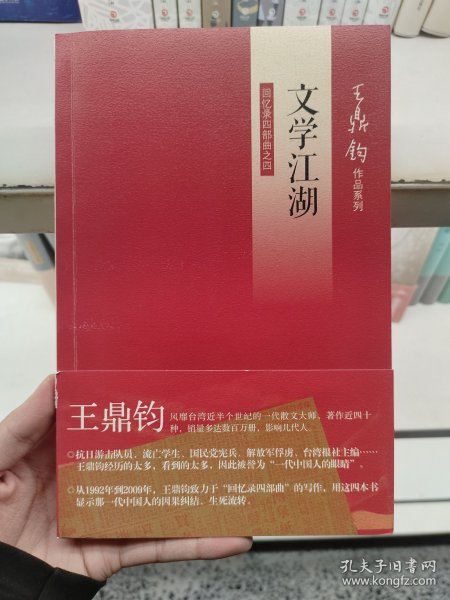 王鼎钧
作品系列
文学江湖
回忆录四部曲之四
王鼎钧
风靡台湾近半个世纪的一代散文大师，著作近四十
种，销量多达数百万册，影响几代人。
◎抗日游击队员、流亡学生、国民党宪兵、解放军俘虏、台湾报社主编……
王鼎钧经历的太多，看到的太多，因此被誉为“一代中国人的眼睛”。
◎从1992年到2009年，王鼎钧致力于“回忆录四部曲”的写作，用这四本书
显示那一代中国人的因果纠结、生死流转。
孔夫子旧书网
www.kongfz.com